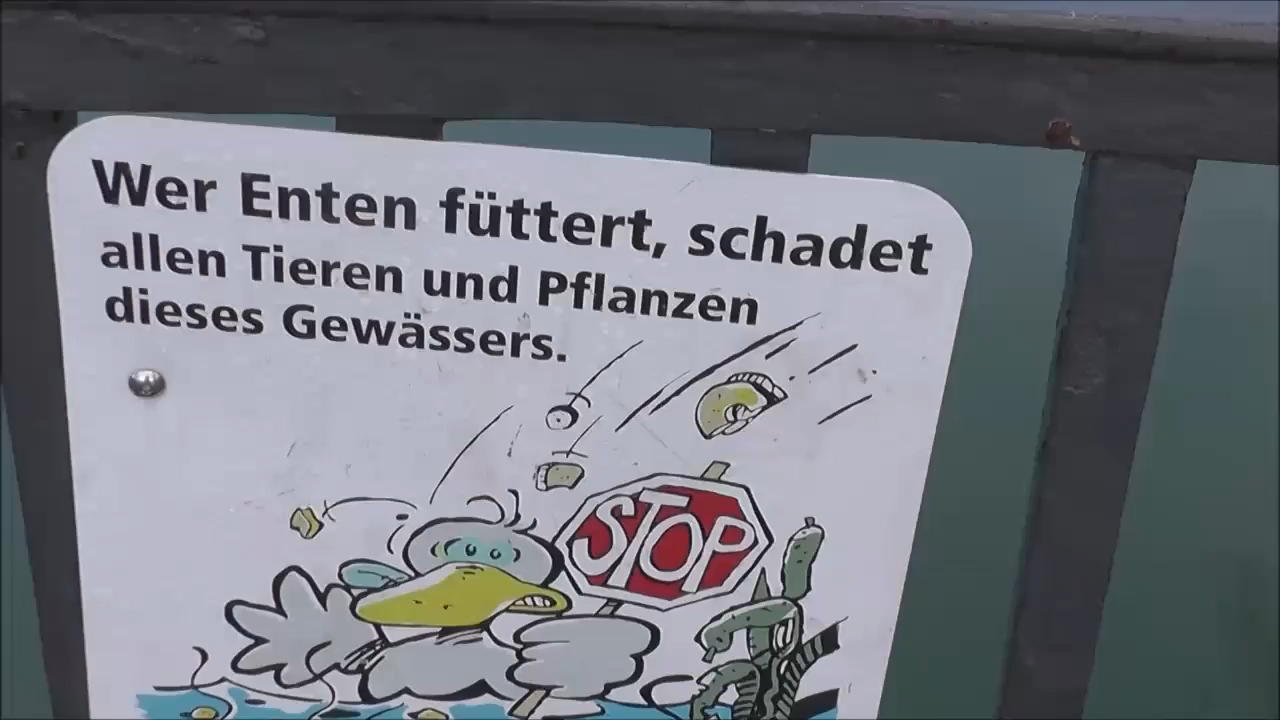 Wer Enten füttert, schadet
allen Tieren und Pflanzen
dieses Gewässers.
STOP